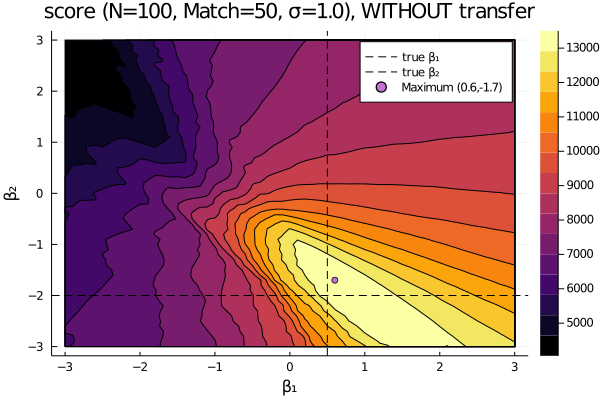 score (N=100, Match=50, σ=1.0), WITHOUT transfer
true β₁
true β₂
Maximum (0.6,-1.7)
β₂
3
2
1
0
−1
−2
−3
−3 −2 −1 0 1 2 3
β₁
13000
12000
11000
10000
9000
8000
7000
6000
5000